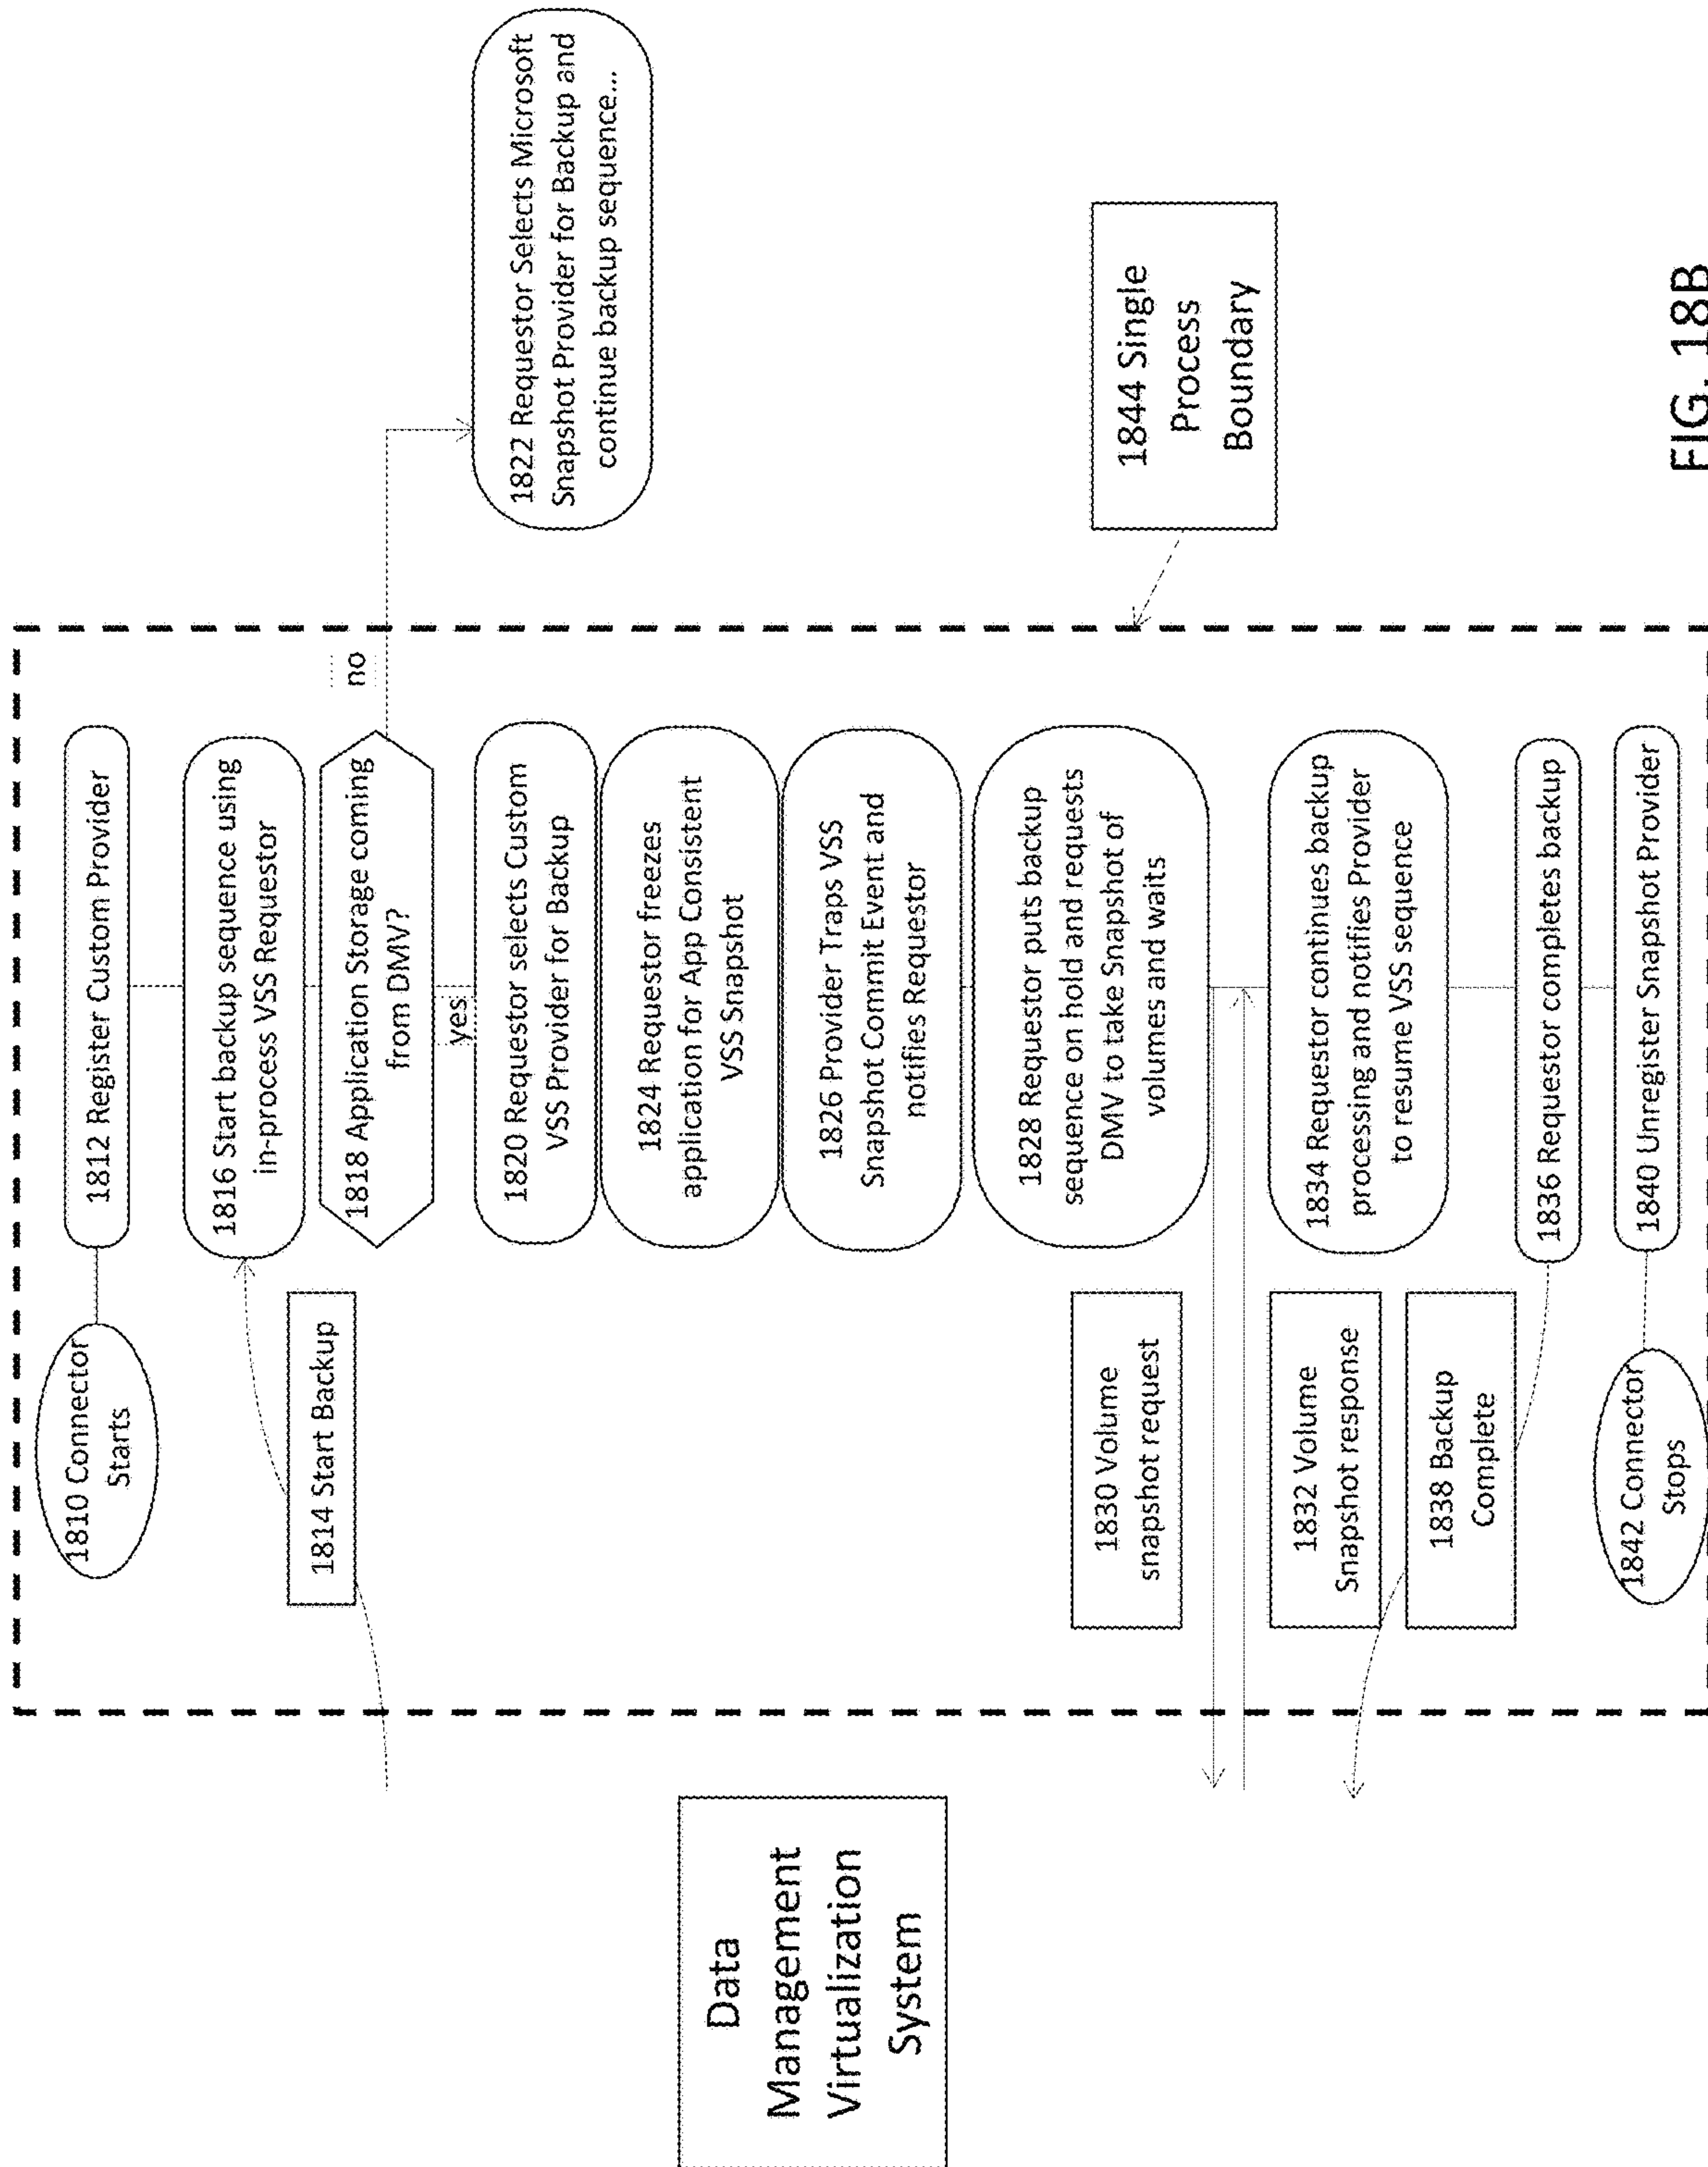 1810 Connector
Starts
1812 Register Custom Provider
1814 Start Backup
1816 Start backup sequence using
in-process VSS Requestor
1818 Application Storage coming
from DMV?
no
yes
1822 Requestor Selects Microsoft
Snapshot Provider for Backup and
continue backup sequence...
1820 Requestor selects Custom
VSS Provider for Backup
1824 Requestor freezes
application for App Consistent
VSS Snapshot
1826 Provider Traps VSS
Snapshot Commit Event and
notifies Requestor
Data
Management
Virtualization
System
1828 Requestor puts backup
sequence on hold and requests
DMV to take Snapshot of
volumes and waits
1830 Volume
snapshot request
1844 Single
Process
Boundary
1832 Volume
Snapshot response
1834 Requestor continues backup
processing and notifies Provider
to resume VSS sequence
1838 Backup
Complete
1836 Requestor completes backup
1842 Connector
Stops
1840 Unregister Snapshot Provider
FIG. 18B